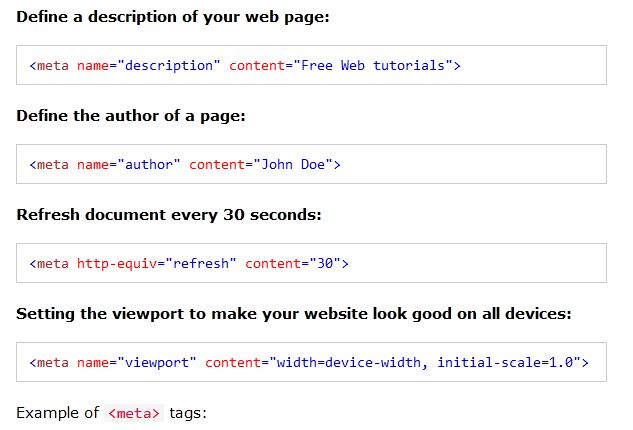 Define a description of your web page:
<meta name="description" content="Free Web tutorials">
Define the author of a page:
<meta name="author" content="John Doe">
Refresh document every 30 seconds:
<meta http-equiv="refresh" content="30">
Setting the viewport to make your website look good on all devices:
<meta name="viewport" content="width=device-width, initial-scale=1.0">
Example of <meta> tags: